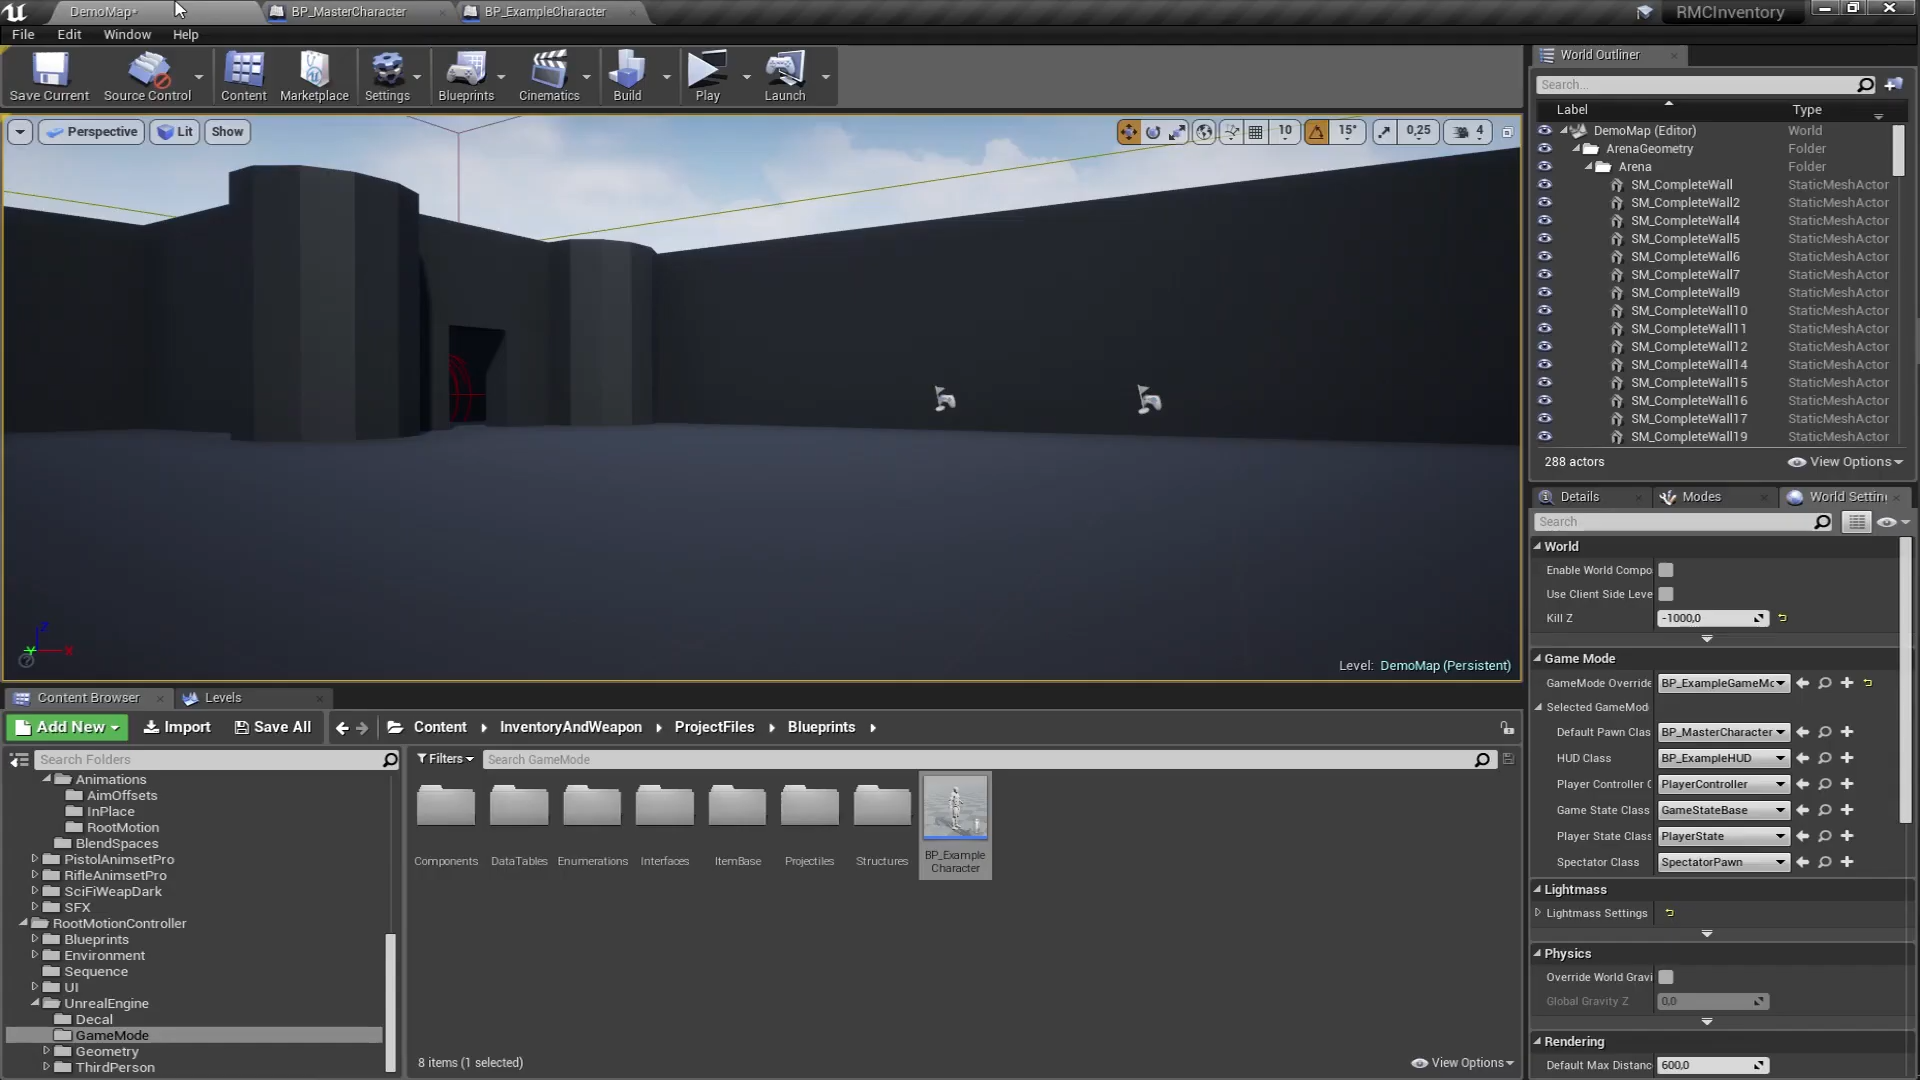 DemoMap*
BP_MasterCharacter
BP_ExampleCharacter
RMCInventory
File Edit Window Help
Save Current
Source Control
Content
Marketplace
Settings
Blueprints
Cinematics
Build
Play
Launch
Perspective
Lit
Show
10
15°
0,25
4
Level: DemoMap (Persistent)
World Outliner
Search...
Label Type
DemoMap (Editor) World
ArenaGeometry Folder
Arena Folder
SM_CompleteWall StaticMeshActor
SM_CompleteWall2 StaticMeshActor
SM_CompleteWall4 StaticMeshActor
SM_CompleteWall5 StaticMeshActor
SM_CompleteWall6 StaticMeshActor
SM_CompleteWall7 StaticMeshActor
SM_CompleteWall9 StaticMeshActor
SM_CompleteWall10 StaticMeshActor
SM_CompleteWall11 StaticMeshActor
SM_CompleteWall12 StaticMeshActor
SM_CompleteWall14 StaticMeshActor
SM_CompleteWall15 StaticMeshActor
SM_CompleteWall16 StaticMeshActor
SM_CompleteWall17 StaticMeshActor
SM_CompleteWall19 StaticMeshActor
288 actors
View Options
Details
Modes
World Settin
Search
World
Enable World Compo
Use Client Side Leve
Kill Z -1000,0
Game Mode
GameMode Override BP_ExampleGameMc
Selected GameMod
Default Pawn Clas BP_MasterCharacter
HUD Class BP_ExampleHUD
Player Controller C PlayerController
Game State Class GameStateBase
Player State Class PlayerState
Spectator Class SpectatorPawn
Lightmass
Lightmass Settings
Physics
Override World Gravi
Global Gravity Z 0,0
Rendering
Default Max Distanc 600,0
Content Browser
Levels
Add New
Import
Save All
Content InventoryAndWeapon ProjectFiles Blueprints
Search Folders
Animations
AimOffsets
InPlace
RootMotion
BlendSpaces
PistolAnimsetPro
RifleAnimsetPro
SciFiWeapDark
SFX
RootMotionController
Blueprints
Environment
Sequence
UI
UnrealEngine
Decal
GameMode
Geometry
ThirdPerson
Filters
Search GameMode
Components
DataTables
Enumerations
Interfaces
ItemBase
Projectiles
Structures
BP_Example
Character
8 items (1 selected)
View Options